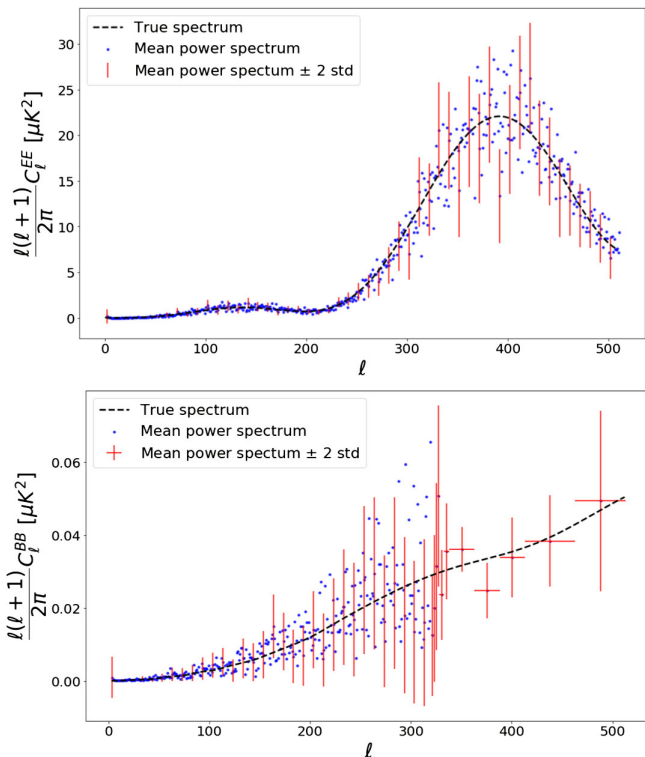 True spectrum
Mean power spectrum
Mean power spectum ± 2 std
ℓ(ℓ + 1)/2π C_ℓ^{EE} [μK²]
30
25
20
15
10
5
0
0 100 200 300 400 500
ℓ
True spectrum
Mean power spectrum
Mean power spectum ± 2 std
ℓ(ℓ + 1)/2π C_ℓ^{BB} [μK²]
0.06
0.04
0.02
0.00
0 100 200 300 400 500
ℓ